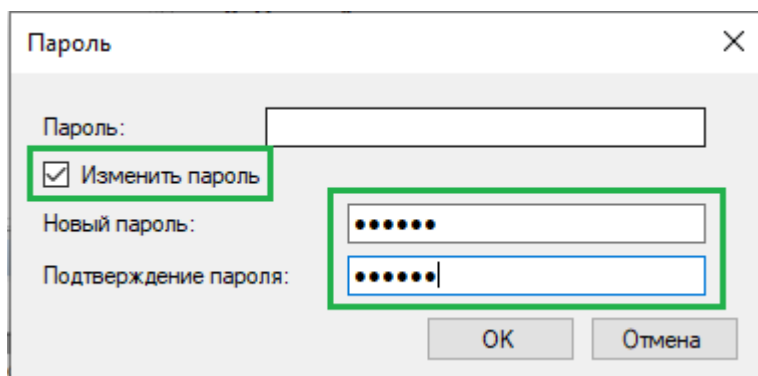 Пароль
Пароль:
Изменить пароль
Новый пароль: ●●●●●●
Подтверждение пароля: ●●●●●●
OK Отмена